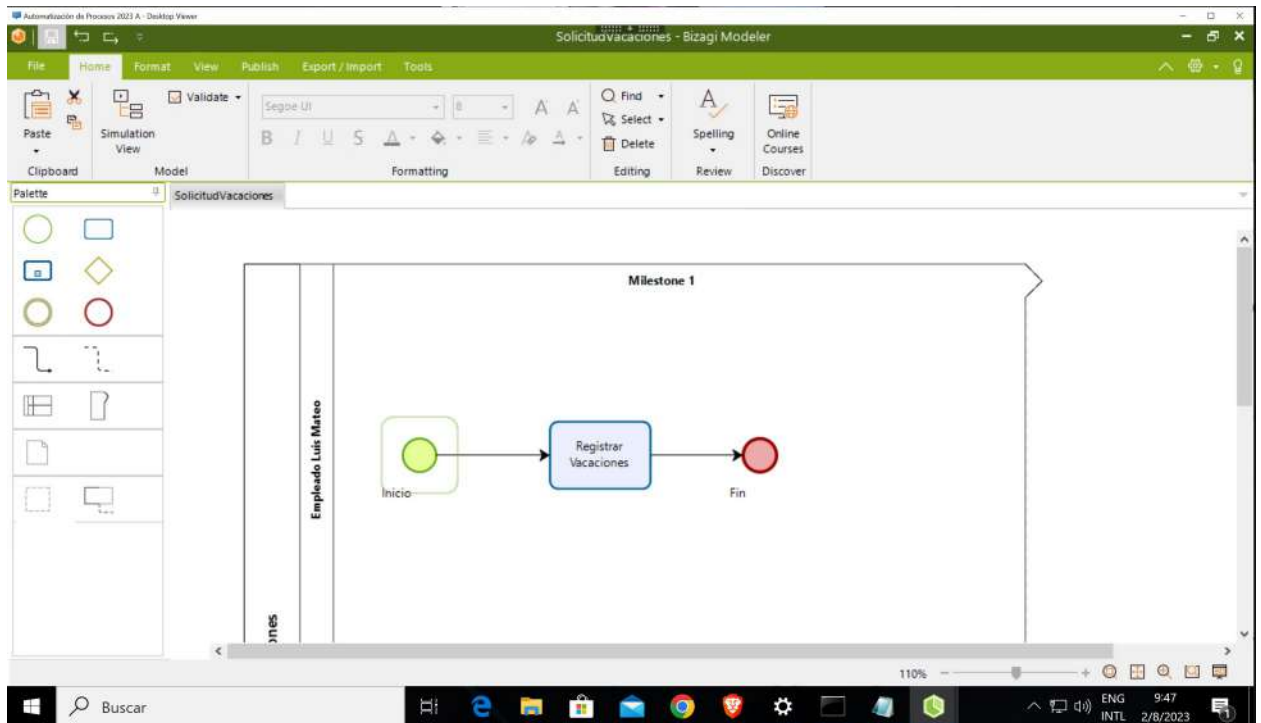 Automatización de Procesos 2023 A - Desktop Viewer
SolicitudVacaciones - Bizagi Modeler
File Home Format View Publish Export / Import Tools
Paste
Simulation View
Validate
Segoe UI 8
B I U S A
A A
Find
Select
Delete
Spelling
Online Courses
Clipboard Model Formatting Editing Review Discover
Palette
SolicitudVacaciones
Milestone 1
Empleado Luis Mateo
Inicio
Registrar
Vacaciones
Fin
ones
110%
Buscar
ENG
INTL
9:47
2/8/2023